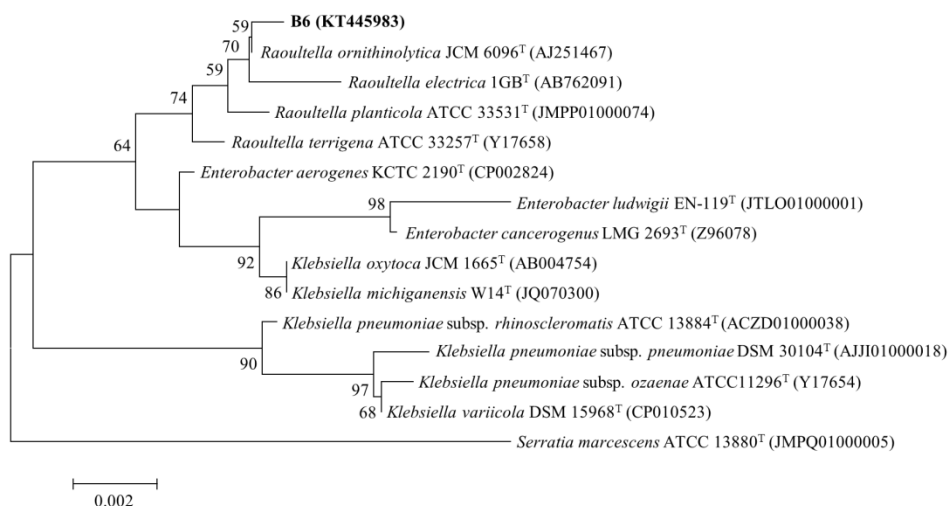 B6 (KT445983)
59
70
Raoultella ornithinolytica JCM 6096ᵀ (AJ251467)
59
Raoultella electrica 1GBᵀ (AB762091)
74
Raoultella planticola ATCC 33531ᵀ (JMPP01000074)
64
Raoultella terrigena ATCC 33257ᵀ (Y17658)
Enterobacter aerogenes KCTC 2190ᵀ (CP002824)
98
Enterobacter ludwigii EN-119ᵀ (JTLO01000001)
Enterobacter cancerogenus LMG 2693ᵀ (Z96078)
92
Klebsiella oxytoca JCM 1665ᵀ (AB004754)
86
Klebsiella michiganensis W14ᵀ (JQ070300)
Klebsiella pneumoniae subsp. rhinoscleromatis ATCC 13884ᵀ (ACZD01000038)
90
Klebsiella pneumoniae subsp. pneumoniae DSM 30104ᵀ (AJJI01000018)
97
Klebsiella pneumoniae subsp. ozaenae ATCC11296ᵀ (Y17654)
68
Klebsiella variicola DSM 15968ᵀ (CP010523)
Serratia marcescens ATCC 13880ᵀ (JMPQ01000005)
0.002